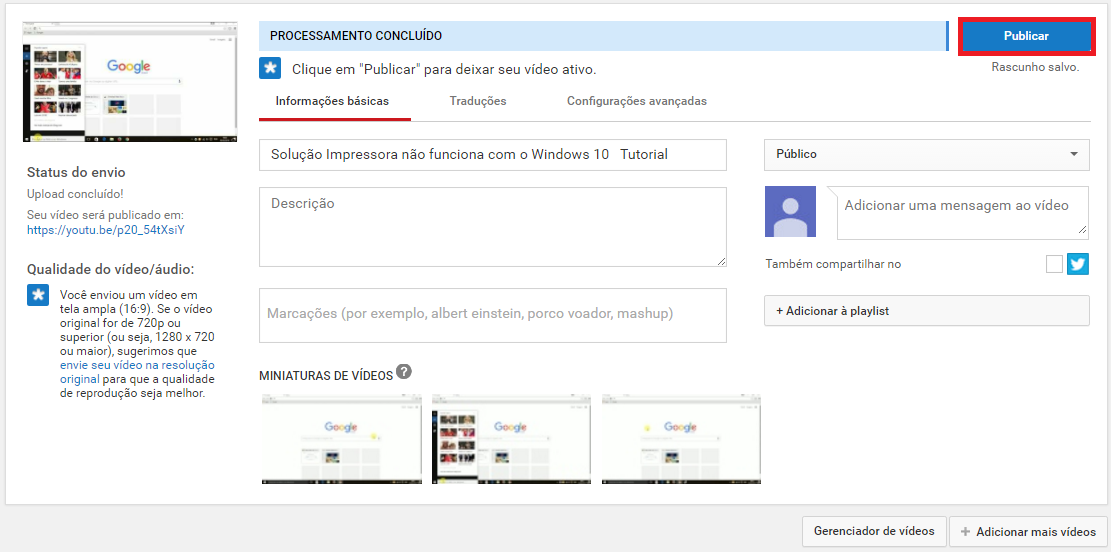 PROCESSAMENTO CONCLUÍDO
Publicar
Clique em "Publicar" para deixar seu vídeo ativo.
Rascunho salvo.
Informações básicas
Traduções
Configurações avançadas
Google
Solução Impressora não funciona com o Windows 10   Tutorial
Público
Status do envio
Upload concluído!
Seu vídeo será publicado em:
https://youtu.be/p20_54tXsiY
Descrição
Adicionar uma mensagem ao vídeo
Também compartilhar no
Qualidade do vídeo/áudio:
Você enviou um vídeo em
tela ampla (16:9). Se o vídeo
original for de 720p ou
superior (ou seja, 1280 x 720
ou maior), sugerimos que
envie seu vídeo na resolução
original para que a qualidade
de reprodução seja melhor.
Marcações (por exemplo, albert einstein, porco voador, mashup)
+ Adicionar à playlist
MINIATURAS DE VÍDEOS ?
Google
Google
Google
Gerenciador de vídeos
+ Adicionar mais vídeos